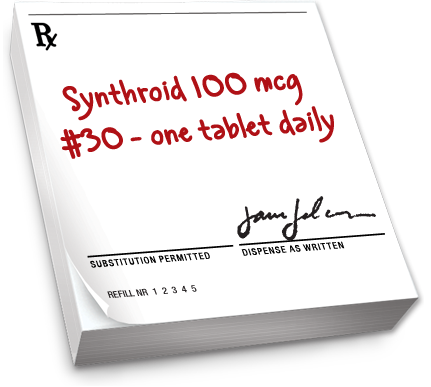 Rx
Synthroid 100 mcg
#30 - one tablet daily
SUBSTITUTION PERMITTED
DISPENSE AS WRITTEN
REFILL NR 1 2 3 4 5